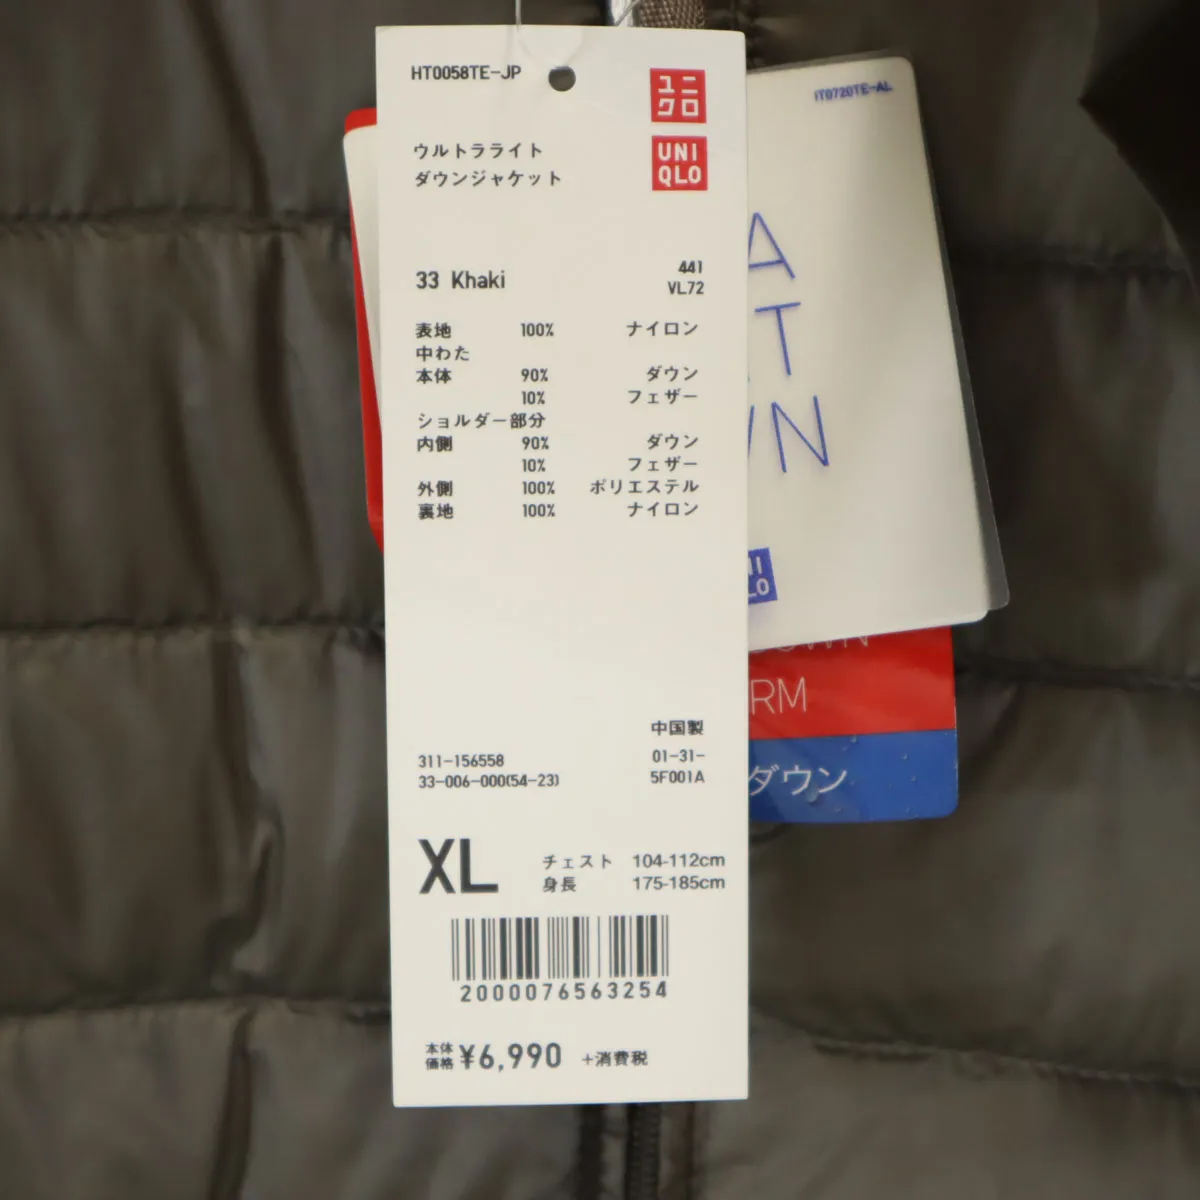 HT0058TE-JP
ユニ
クロ
UNI
QLO
ウルトラライト
ダウンジャケット
33 Khaki
441
VL72
表地 100% ナイロン
中わた
本体 90% ダウン
10% フェザー
ショルダー部分
内側 90% ダウン
10% フェザー
外側 100% ポリエステル
裏地 100% ナイロン
中国製
311-156558 01-31-
33-006-000(54-23) 5F001A
XL
チェスト 104-112cm
身長 175-185cm
2000076563254
本体
価格 ¥6,990 +消費税
IT0720TE-AL
A
T
N
NI
LO
OWN
RM
ダウン